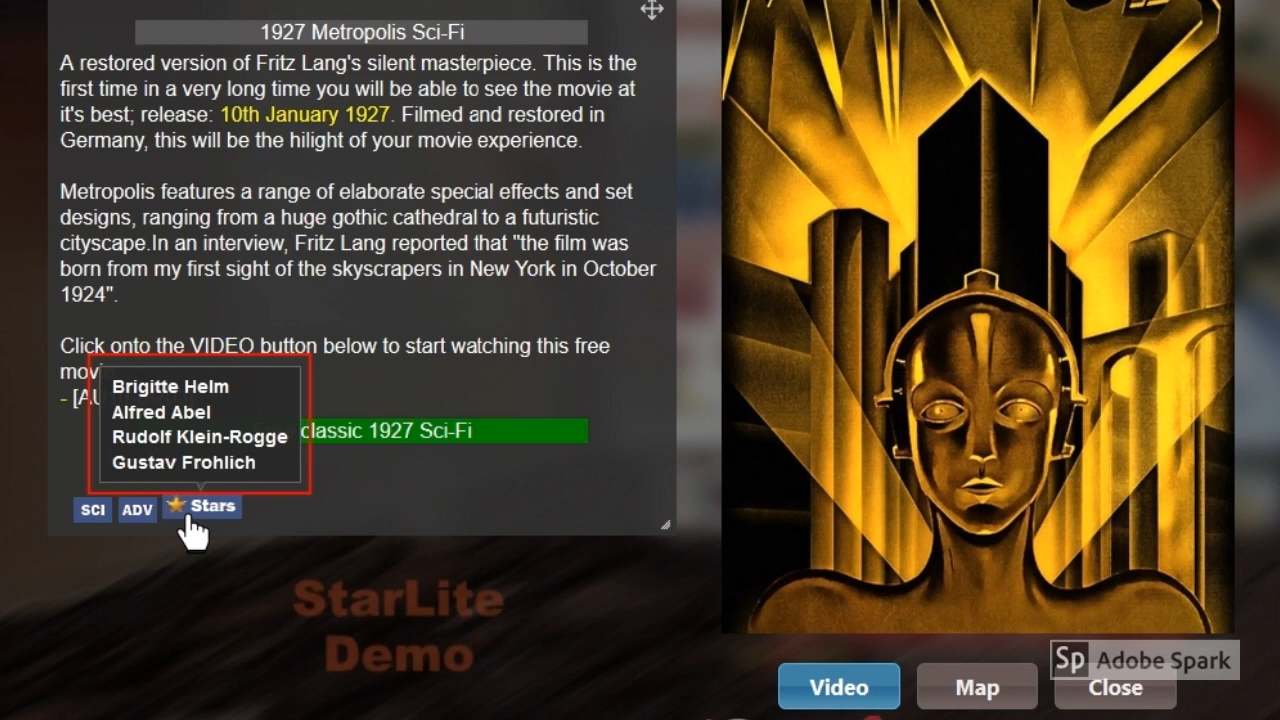 1927 Metropolis Sci-Fi
A restored version of Fritz Lang's silent masterpiece. This is the
first time in a very long time you will be able to see the movie at
it's best; release: 10th January 1927. Filmed and restored in
Germany, this will be the hilight of your movie experience.
Metropolis features a range of elaborate special effects and set
designs, ranging from a huge gothic cathedral to a futuristic
cityscape.In an interview, Fritz Lang reported that "the film was
born from my first sight of the skyscrapers in New York in October
1924".
Click onto the VIDEO button below to start watching this free
Brigitte Helm
Alfred Abel
Rudolf Klein-Rogge
Gustav Frohlich
classic 1927 Sci-Fi
SCI ADV Stars
StarLite
Demo
Sp Adobe Spark
Video Map Close